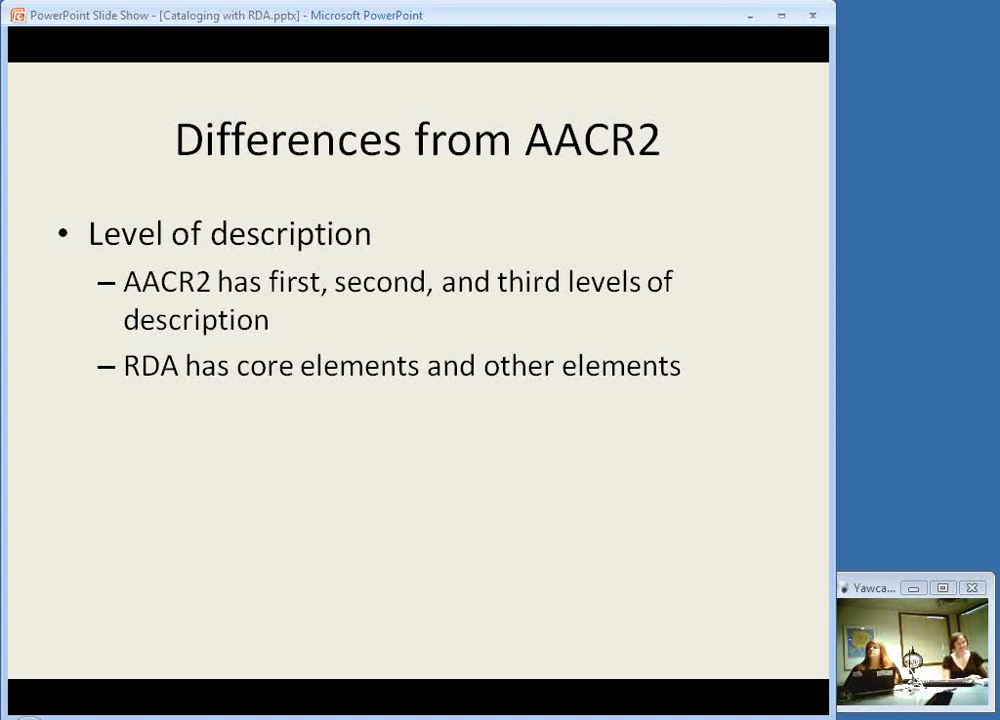 PowerPoint Slide Show - [Cataloging with RDA.pptx] - Microsoft PowerPoint
Differences from AACR2
• Level of description
– AACR2 has first, second, and third levels of
description
– RDA has core elements and other elements
Yawca...